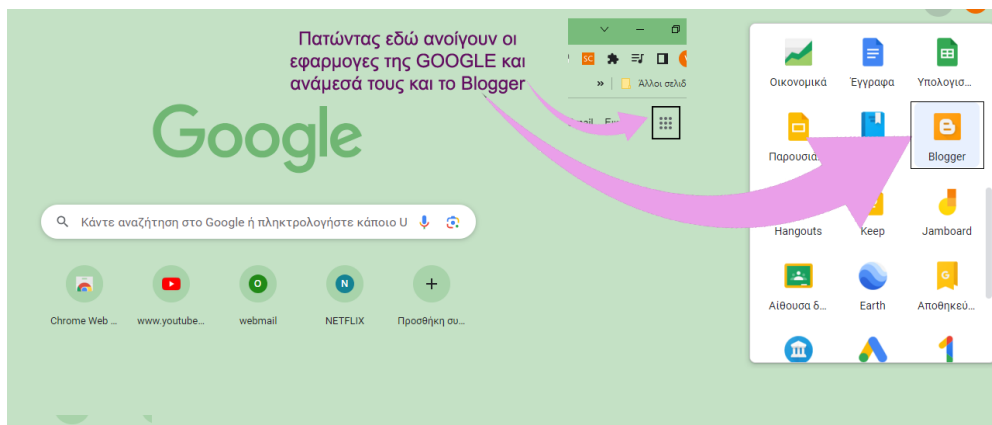 Πατώντας εδώ ανοίγουν οι
εφαρμογες της GOOGLE και
ανάμεσά τους και το Blogger
Google
Κάντε αναζήτηση στο Google ή πληκτρολογήστε κάποιο U
Chrome Web ...
www.youtube...
O
webmail
N
NETFLIX
Προσθήκη συ...
SC
» Άλλοι σελιδ
Οικονομικά Έγγραφα Υπολογισ...
Blogger
Hangouts Keep Jamboard
Αίθουσα δ... Earth Αποθηκεύ...